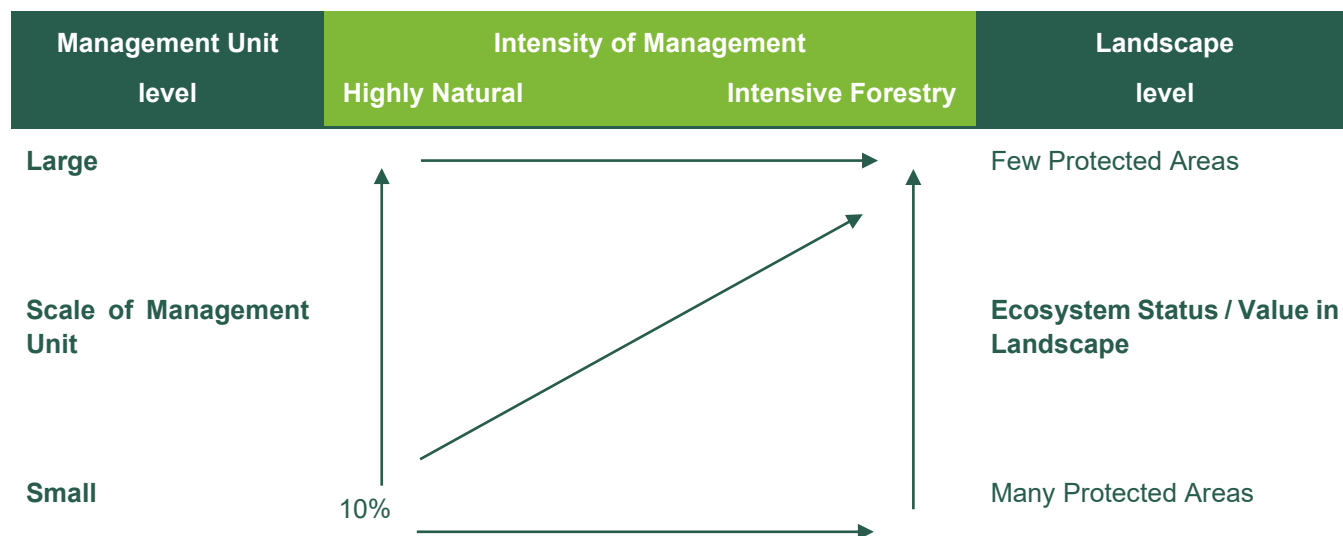 Management Unit
level
Intensity of Management
Highly Natural Intensive Forestry
Landscape
level
Large
Few Protected Areas
Scale of Management
Unit
Ecosystem Status / Value in
Landscape
Small
10%
Many Protected Areas